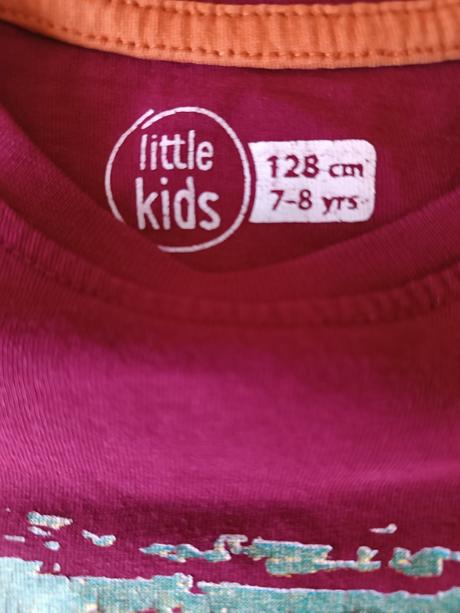 little
kids
128 cm
7-8 yrs